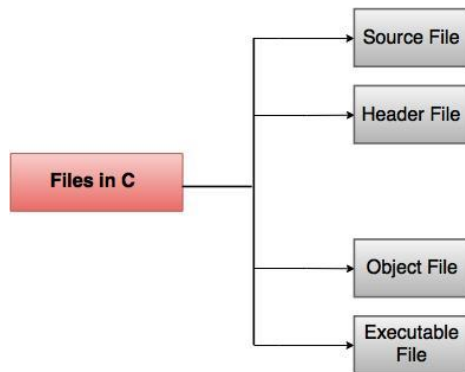 Source File
Header File
Files in C
Object File
Executable
File